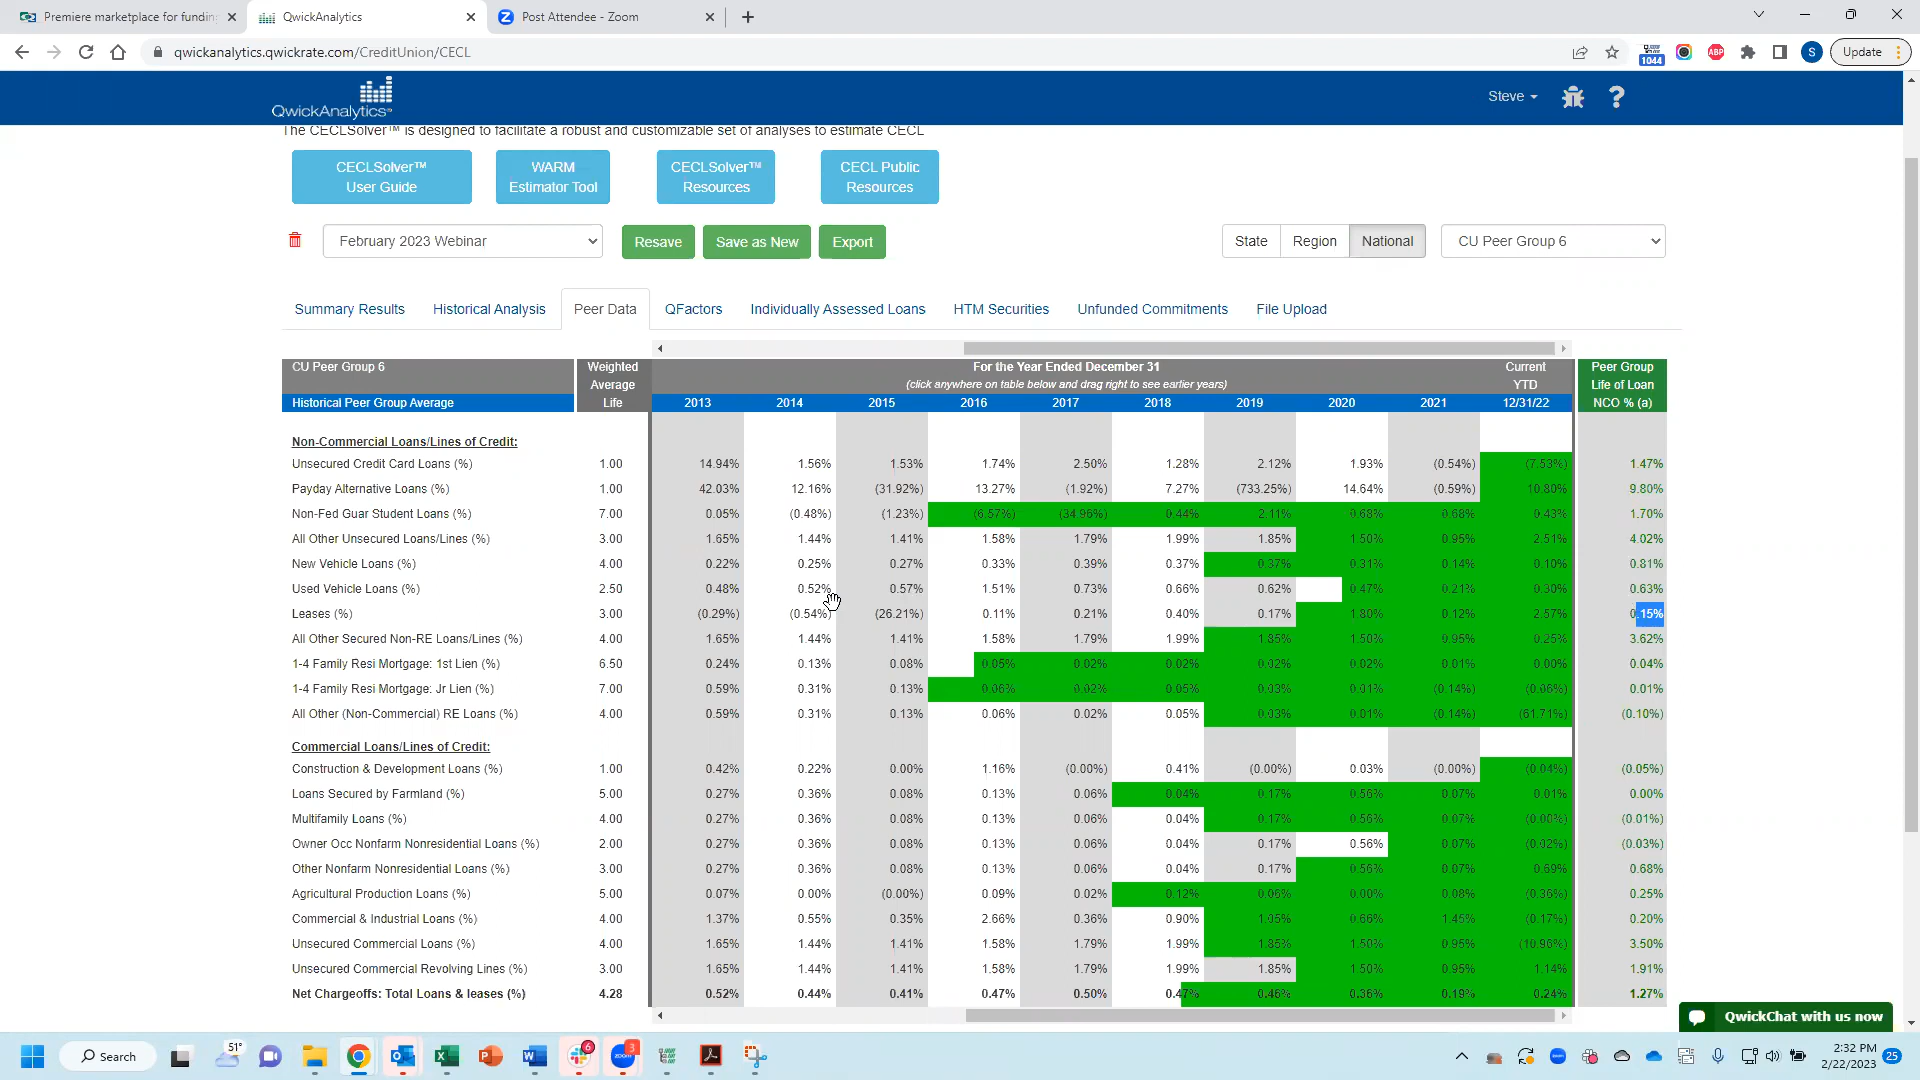 Premiere marketplace for fundin
QwickAnalytics
Post Attendee - Zoom
qwickanalytics.qwickrate.com/CreditUnion/CECL
1044
ABP
S
Update
QwickAnalytics
Steve
?
The CECLSolver™ is designed to facilitate a robust and customizable set of analyses to estimate CECL
CECLSolver™ User Guide
WARM Estimator Tool
CECLSolver™ Resources
CECL Public Resources
February 2023 Webinar
Resave
Save as New
Export
State
Region
National
CU Peer Group 6
Summary Results
Historical Analysis
Peer Data
QFactors
Individually Assessed Loans
HTM Securities
Unfunded Commitments
File Upload
CU Peer Group 6 Weighted For the Year Ended December 31 Current Peer Group
Average (click anywhere on table below and drag right to see earlier years) YTD Life of Loan
Historical Peer Group Average Life 2013 2014 2015 2016 2017 2018 2019 2020 2021 12/31/22 NCO % (a)
Non-Commercial Loans/Lines of Credit:
Unsecured Credit Card Loans (%) 1.00 14.94% 1.56% 1.53% 1.74% 2.50% 1.28% 2.12% 1.93% (0.54%) (7.53%) 1.47%
Payday Alternative Loans (%) 1.00 42.03% 12.16% (31.92%) 13.27% (1.92%) 7.27% (733.25%) 14.64% (0.59%) 10.80% 9.80%
Non-Fed Guar Student Loans (%) 7.00 0.05% (0.48%) (1.23%) (6.57%) (34.96%) 0.44% 2.11% 0.68% 0.68% 0.43% 1.70%
All Other Unsecured Loans/Lines (%) 3.00 1.65% 1.44% 1.41% 1.58% 1.79% 1.99% 1.85% 1.50% 0.95% 2.51% 4.02%
New Vehicle Loans (%) 4.00 0.22% 0.25% 0.27% 0.33% 0.39% 0.37% 0.37% 0.31% 0.14% 0.10% 0.81%
Used Vehicle Loans (%) 2.50 0.48% 0.52% 0.57% 1.51% 0.73% 0.66% 0.62% 0.47% 0.21% 0.30% 0.63%
Leases (%) 3.00 (0.29%) (0.54%) (26.21%) 0.11% 0.21% 0.40% 0.17% 1.80% 0.12% 2.57% 0.15%
All Other Secured Non-RE Loans/Lines (%) 4.00 1.65% 1.44% 1.41% 1.58% 1.79% 1.99% 1.85% 1.50% 0.95% 0.25% 3.62%
1-4 Family Resi Mortgage: 1st Lien (%) 6.50 0.24% 0.13% 0.08% 0.05% 0.02% 0.02% 0.02% 0.02% 0.01% 0.00% 0.04%
1-4 Family Resi Mortgage: Jr Lien (%) 7.00 0.59% 0.31% 0.13% 0.06% 0.02% 0.05% 0.03% 0.01% (0.14%) (0.06%) 0.01%
All Other (Non-Commercial) RE Loans (%) 4.00 0.59% 0.31% 0.13% 0.06% 0.02% 0.05% 0.03% 0.01% (0.14%) (61.71%) (0.10%)
Commercial Loans/Lines of Credit:
Construction & Development Loans (%) 1.00 0.42% 0.22% 0.00% 1.16% (0.00%) 0.41% (0.00%) 0.03% (0.00%) (0.04%) (0.05%)
Loans Secured by Farmland (%) 5.00 0.27% 0.36% 0.08% 0.13% 0.06% 0.04% 0.17% 0.56% 0.07% 0.01% 0.00%
Multifamily Loans (%) 4.00 0.27% 0.36% 0.08% 0.13% 0.06% 0.04% 0.17% 0.56% 0.07% (0.00%) (0.01%)
Owner Occ Nonfarm Nonresidential Loans (%) 2.00 0.27% 0.36% 0.08% 0.13% 0.06% 0.04% 0.17% 0.56% 0.07% (0.02%) (0.03%)
Other Nonfarm Nonresidential Loans (%) 3.00 0.27% 0.36% 0.08% 0.13% 0.06% 0.04% 0.17% 0.56% 0.07% 0.69% 0.68%
Agricultural Production Loans (%) 5.00 0.07% 0.00% (0.00%) 0.09% 0.02% 0.12% 0.06% 0.00% 0.08% (0.36%) 0.25%
Commercial & Industrial Loans (%) 4.00 1.37% 0.55% 0.35% 2.66% 0.36% 0.90% 1.05% 0.66% 1.45% (0.17%) 0.20%
Unsecured Commercial Loans (%) 4.00 1.65% 1.44% 1.41% 1.58% 1.79% 1.99% 1.85% 1.50% 0.95% (10.96%) 3.50%
Unsecured Commercial Revolving Lines (%) 3.00 1.65% 1.44% 1.41% 1.58% 1.79% 1.99% 1.85% 1.50% 0.95% 1.14% 1.91%
Net Chargeoffs: Total Loans & leases (%) 4.28 0.52% 0.44% 0.41% 0.47% 0.50% 0.47% 0.46% 0.36% 0.19% 0.24% 1.27%
QwickChat with us now
Search
51°
6
3
2:32 PM
2/22/2023
25